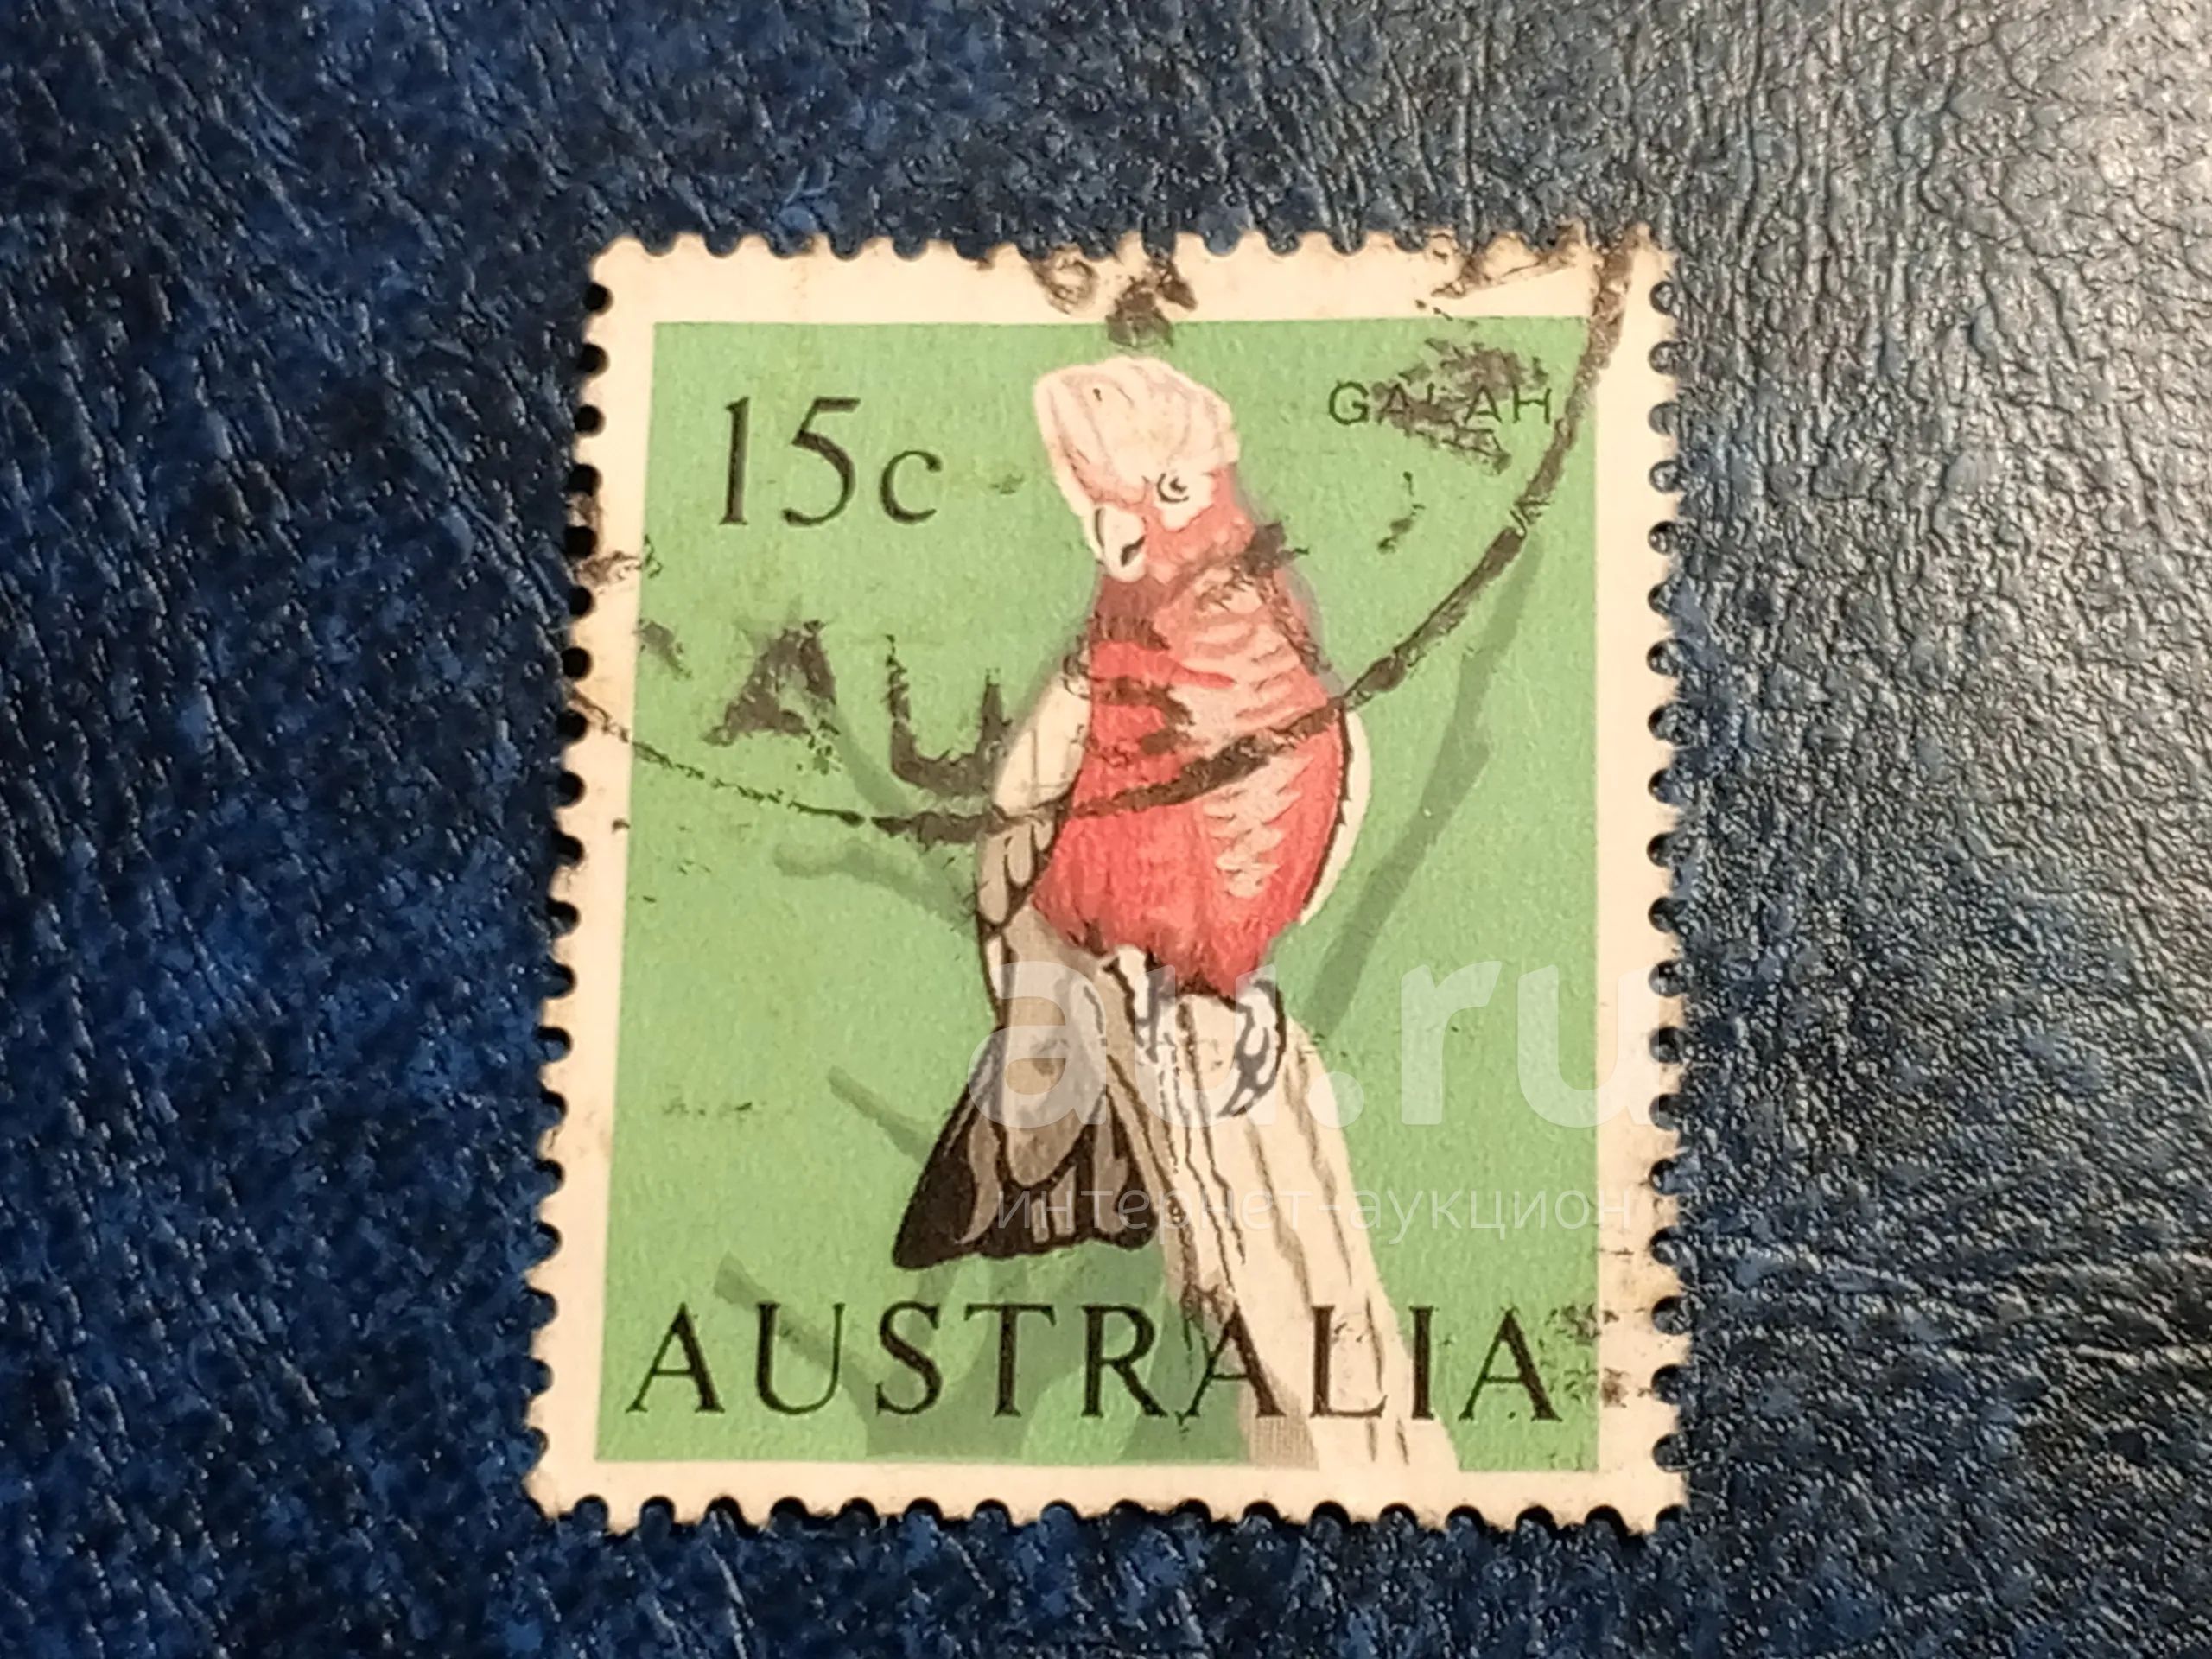 15c
GALAH
au.ru
интернет-аукцион
AUSTRALIA